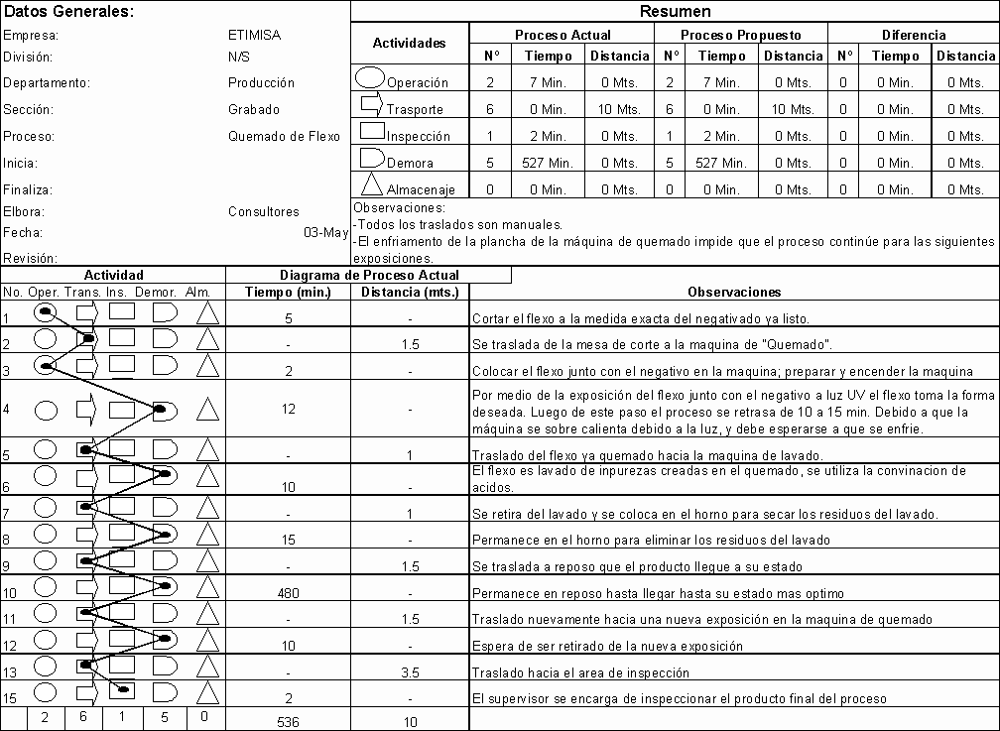 Datos Generales:
Resumen
Empresa: ETIMISA
División: N/S
Departamento: Producción
Sección: Grabado
Proceso: Quemado de Flexo
Inicia:
Finaliza:
Elbora: Consultores
Fecha: 03-May
Revisión:
Actividades Proceso Actual Proceso Propuesto Diferencia
Nº Tiempo Distancia Nº Tiempo Distancia Nº Tiempo Distancia
Operación 2 7 Min. 0 Mts. 2 7 Min. 0 Mts. 0 0 Min. 0 Mts.
Trasporte 6 0 Min. 10 Mts. 6 0 Min. 10 Mts. 0 0 Min. 0 Mts.
Inspección 1 2 Min. 0 Mts. 1 2 Min. 0 Mts. 0 0 Min. 0 Mts.
Demora 5 527 Min. 0 Mts. 5 527 Min. 0 Mts. 0 0 Min. 0 Mts.
Almacenaje 0 0 Min. 0 Mts. 0 0 Min. 0 Mts. 0 0 Min. 0 Mts.
Observaciones:
-Todos los traslados son manuales.
-El enfriamento de la plancha de la máquina de quemado impide que el proceso continúe para las siguientes
exposiciones.
Actividad Diagrama de Proceso Actual
No. Oper. Trans. Ins. Demor. Alm. Tiempo (min.) Distancia (mts.) Observaciones
1 5 - Cortar el flexo a la medida exacta del negativado ya listo.
2 - 1.5 Se traslada de la mesa de corte a la maquina de "Quemado".
3 2 - Colocar el flexo junto con el negativo en la maquina; preparar y encender la maquina
4 12 - Por medio de la exposición del flexo junto con el negativo a luz UV el flexo toma la forma
deseada. Luego de este paso el proceso se retrasa de 10 a 15 min. Debido a que la
máquina se sobre calienta debido a la luz, y debe esperarse a que se enfrie.
5 - 1 Traslado del flexo ya quemado hacia la maquina de lavado.
6 10 - El flexo es lavado de inpurezas creadas en el quemado, se utiliza la convinacion de
acidos.
7 - 1 Se retira del lavado y se coloca en el horno para secar los residuos del lavado.
8 15 - Permanece en el horno para eliminar los residuos del lavado
9 - 1.5 Se traslada a reposo que el producto llegue a su estado
10 480 - Permanece en reposo hasta llegar hasta su estado mas optimo
11 - 1.5 Traslado nuevamente hacia una nueva exposición en la maquina de quemado
12 10 - Espera de ser retirado de la nueva exposición
13 - 3.5 Traslado hacia el area de inspección
15 2 - El supervisor se encarga de inspeccionar el producto final del proceso
2 6 1 5 0 536 10